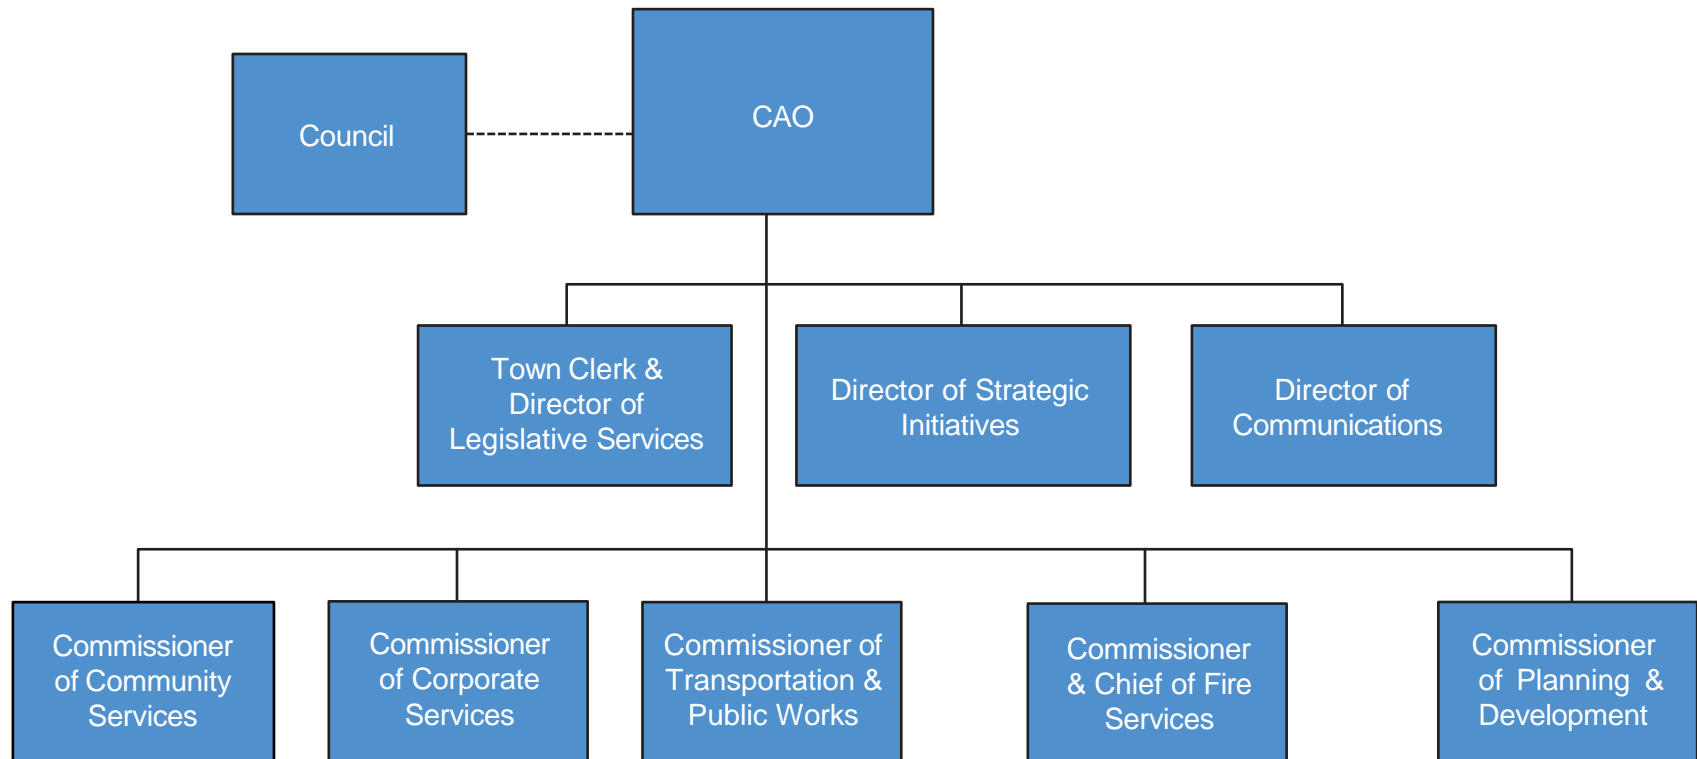 Council
CAO
Town Clerk &
Director of
Legislative Services
Director of Strategic
Initiatives
Director of
Communications
Commissioner
of Community
Services
Commissioner
of Corporate
Services
Commissioner of
Transportation &
Public Works
Commissioner
& Chief of Fire
Services
Commissioner
of Planning &
Development